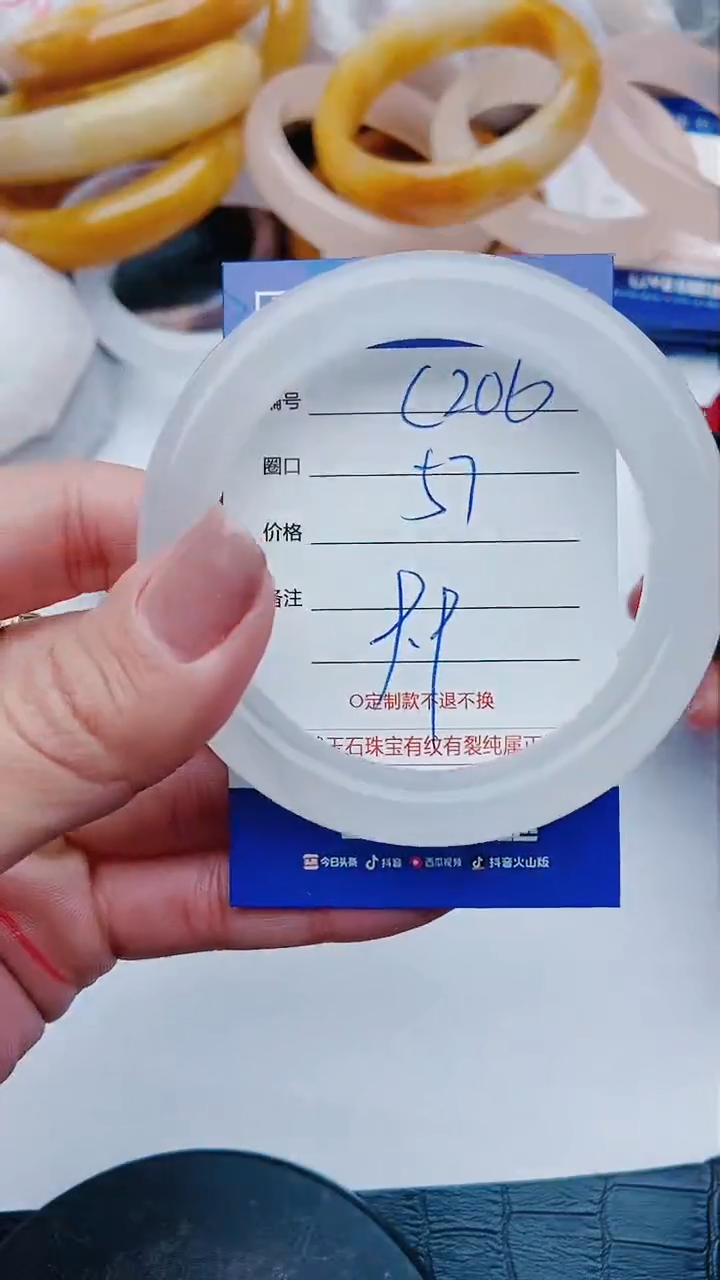 编号 C206
圈口 57
价格
备注
O定制款不退不换
玉石珠宝有纹有裂纯属正
今日头条 抖音 西瓜视频 抖音火山版